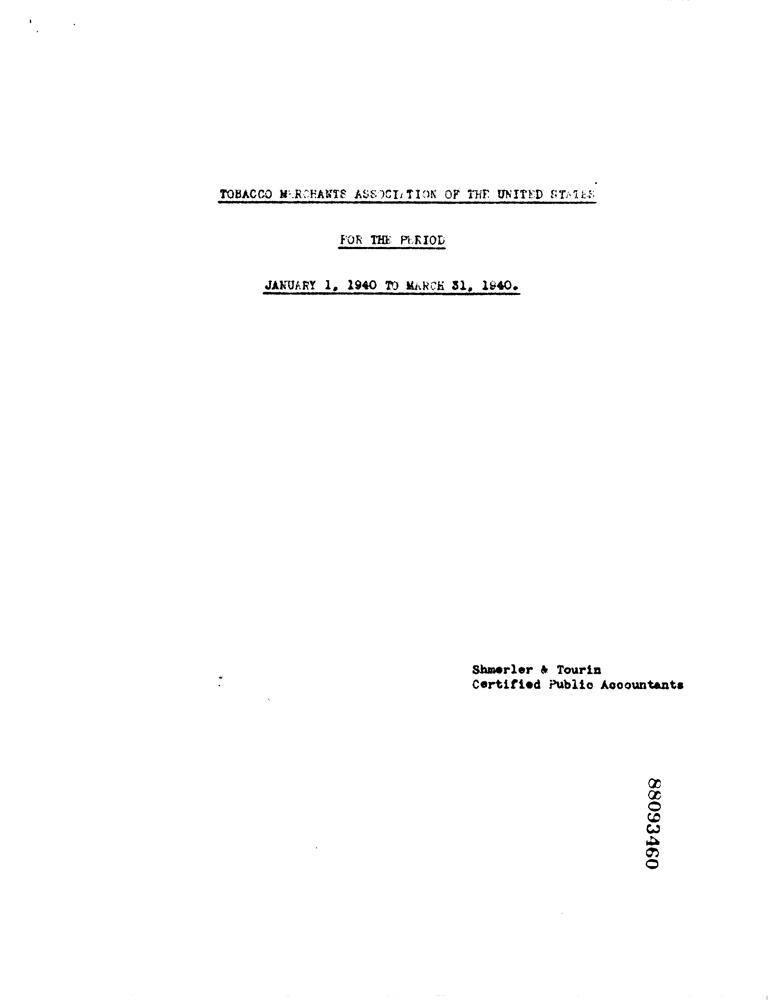 TOBACCO MERCHANTS ASSOCIATION OF THE UNITED STATES
FOR THE PERIOD
JANUARY 1, 1940 TO MARCH 31, 1940.
Shmerler & Tourin
Certified Public Accountants
88093460